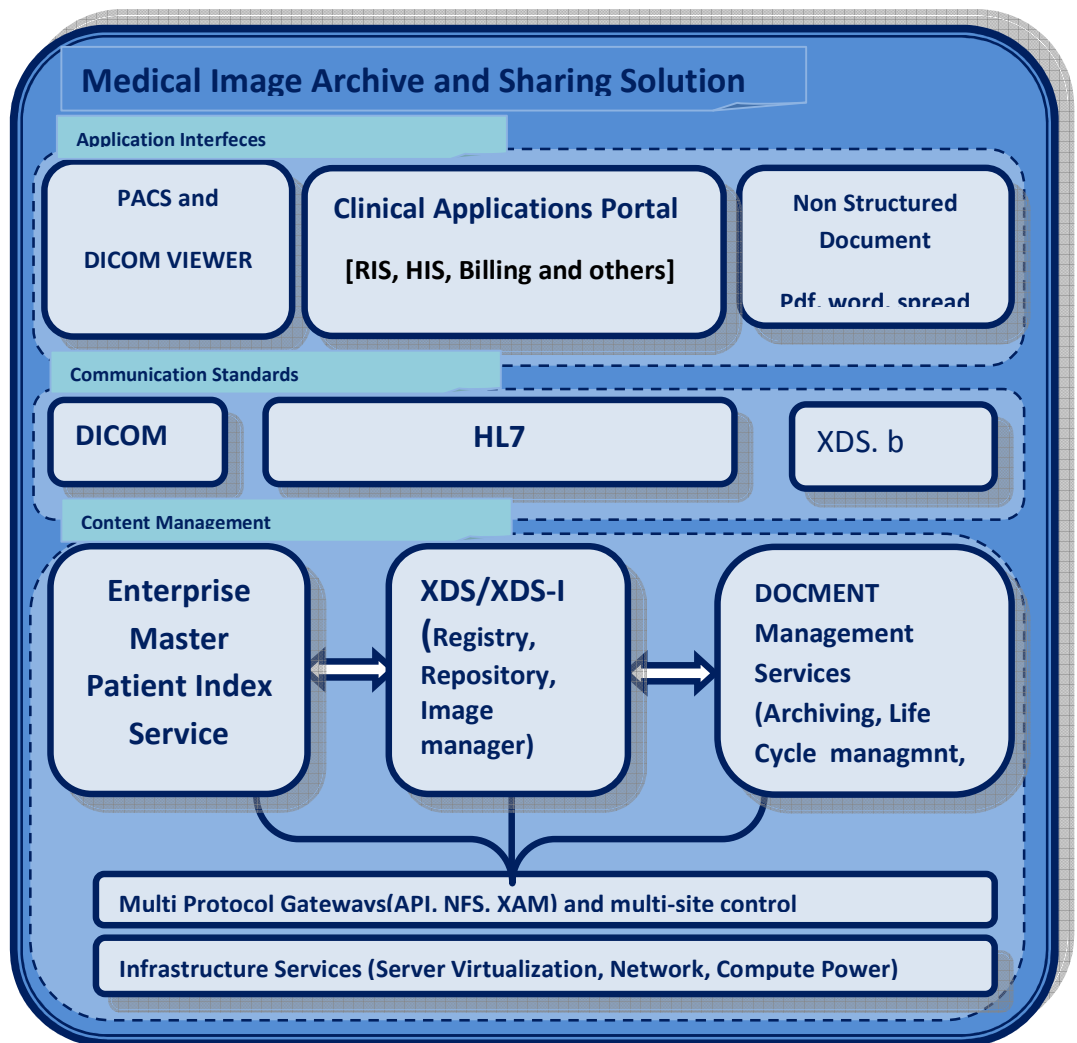 Medical Image Archive and Sharing Solution
Application Interfeces
PACS and
DICOM VIEWER
Clinical Applications Portal
[RIS, HIS, Billing and others]
Non Structured
Document
Pdf, word, spread
Communication Standards
DICOM
HL7
XDS. b
Content Management
Enterprise
Master
Patient Index
Service
XDS/XDS-I
(Registry,
Repository,
Image
manager)
DOCMENT
Management
Services
(Archiving, Life
Cycle managmnt,
Multi Protocol Gateways(API, NFS, XAM) and multi-site control
Infrastructure Services (Server Virtualization, Network, Compute Power)